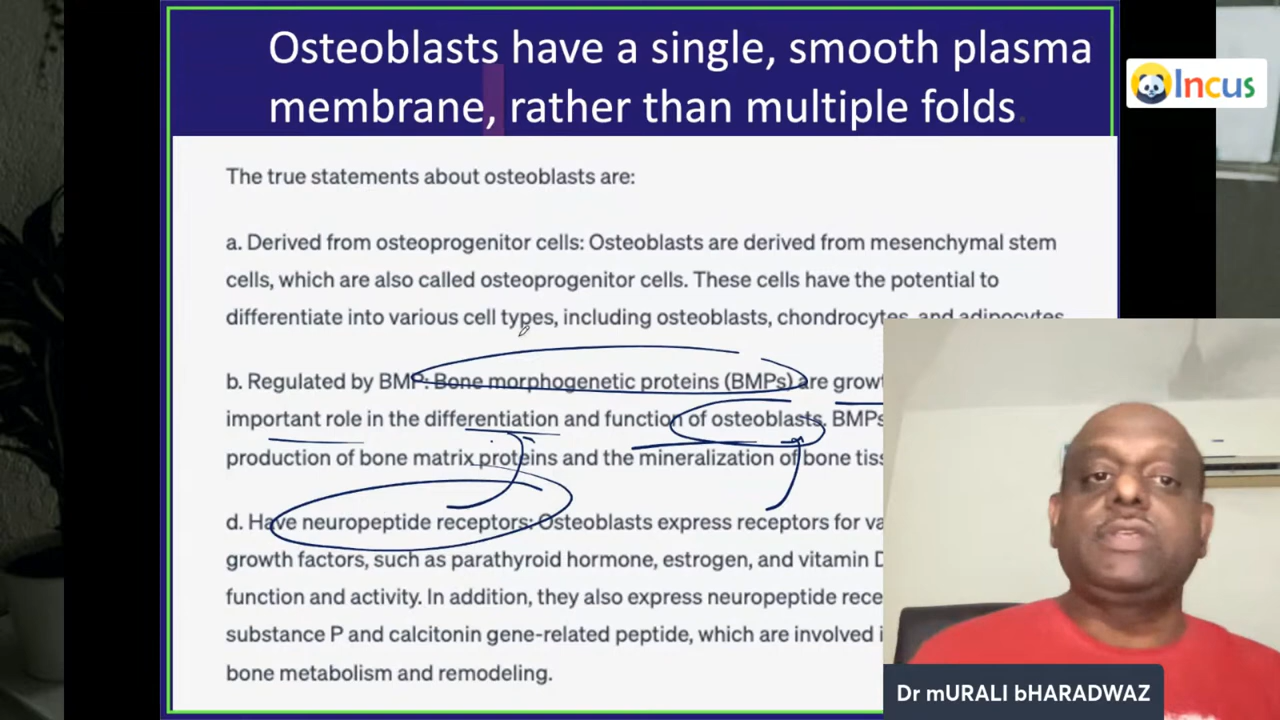 Osteoblasts have a single, smooth plasma
membrane, rather than multiple folds.
Incus
The true statements about osteoblasts are:
a. Derived from osteoprogenitor cells: Osteoblasts are derived from mesenchymal stem
cells, which are also called osteoprogenitor cells. These cells have the potential to
differentiate into various cell types, including osteoblasts, chondrocytes, and adipocytes.
b. Regulated by BMP: Bone morphogenetic proteins (BMPs) are
important role in the differentiation and function of osteoblasts. BMPs
production of bone matrix proteins and the mineralization of bone
d. Have neuropeptide receptors: Osteoblasts express receptors for
growth factors, such as parathyroid hormone, estrogen, and vitamin D
function and activity. In addition, they also express neuropeptide
substance P and calcitonin gene-related peptide, which are involved
bone metabolism and remodeling.
Dr mURALI bHARADWAZ